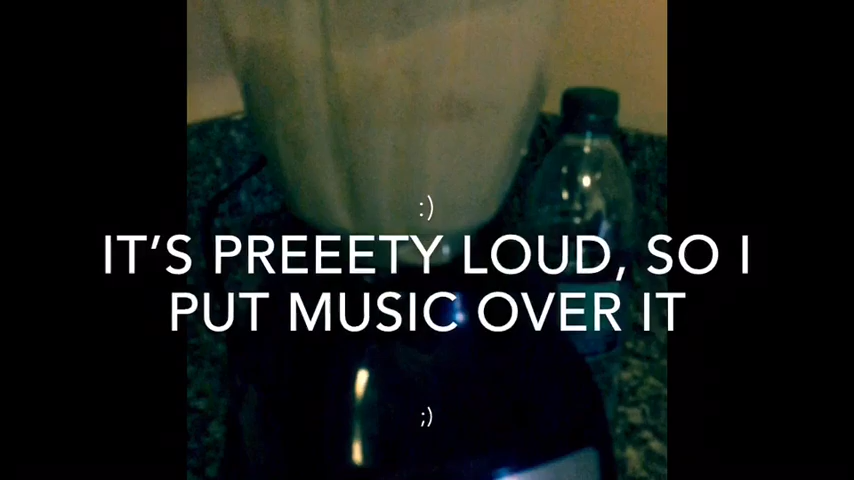 :)
IT’S PREEETY LOUD, SO I
PUT MUSIC OVER IT
;)